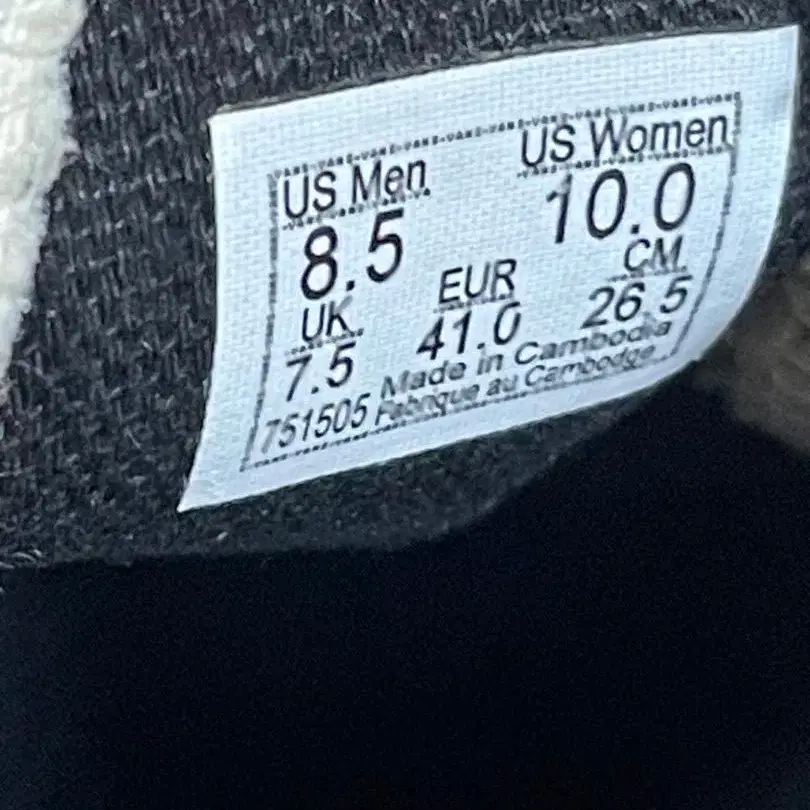 US Men US Women
8.5 10.0
UK EUR CM
7.5 41.0 26.5
Made in Cambodia
751505 Fabrique au Cambodge